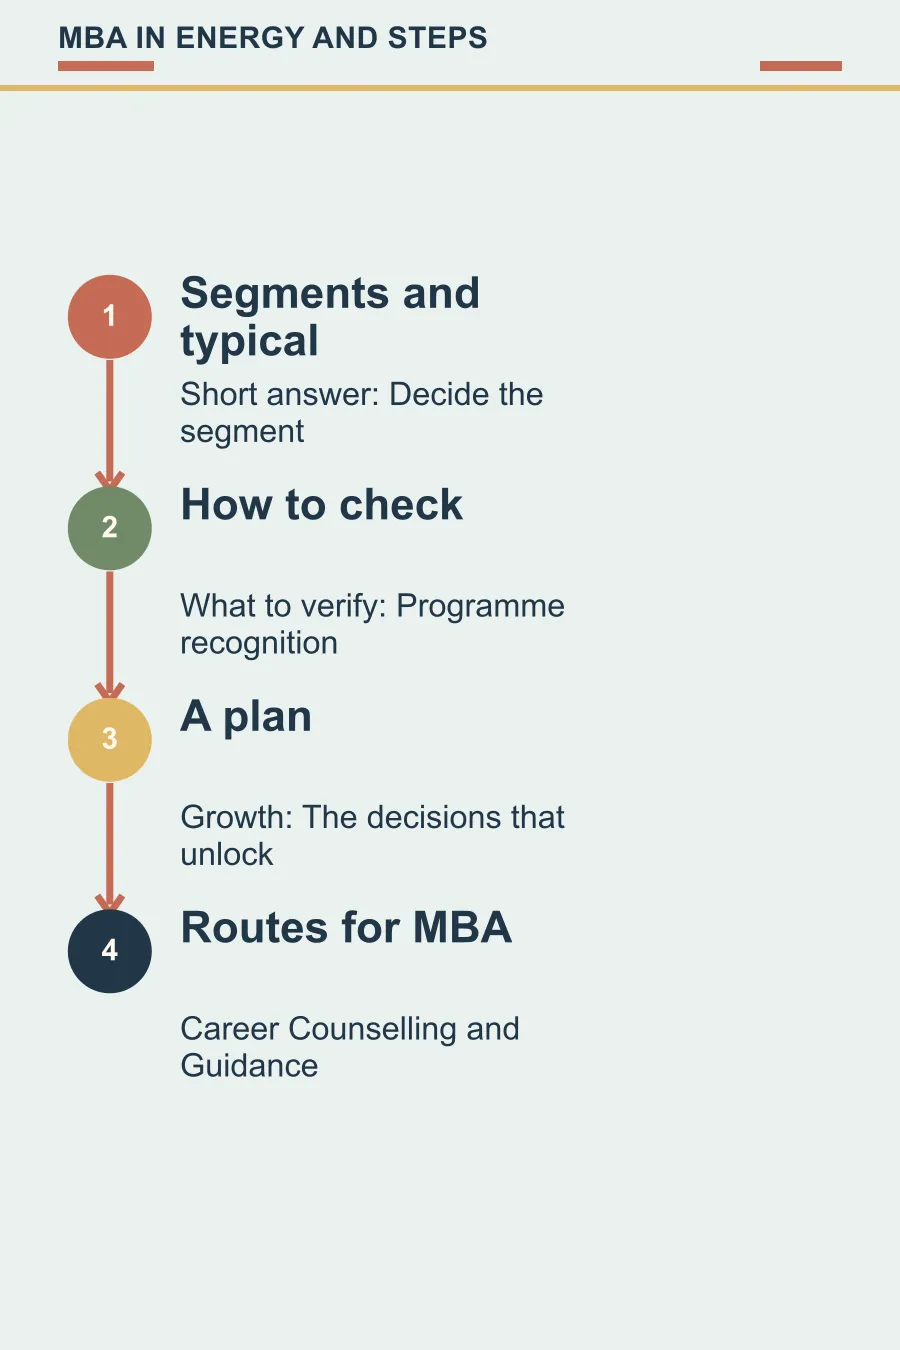 MBA IN ENERGY AND STEPS
1
Segments and
typical
Short answer: Decide the
segment
2
How to check
What to verify: Programme
recognition
3
A plan
Growth: The decisions that
unlock
4
Routes for MBA
Career Counselling and
Guidance